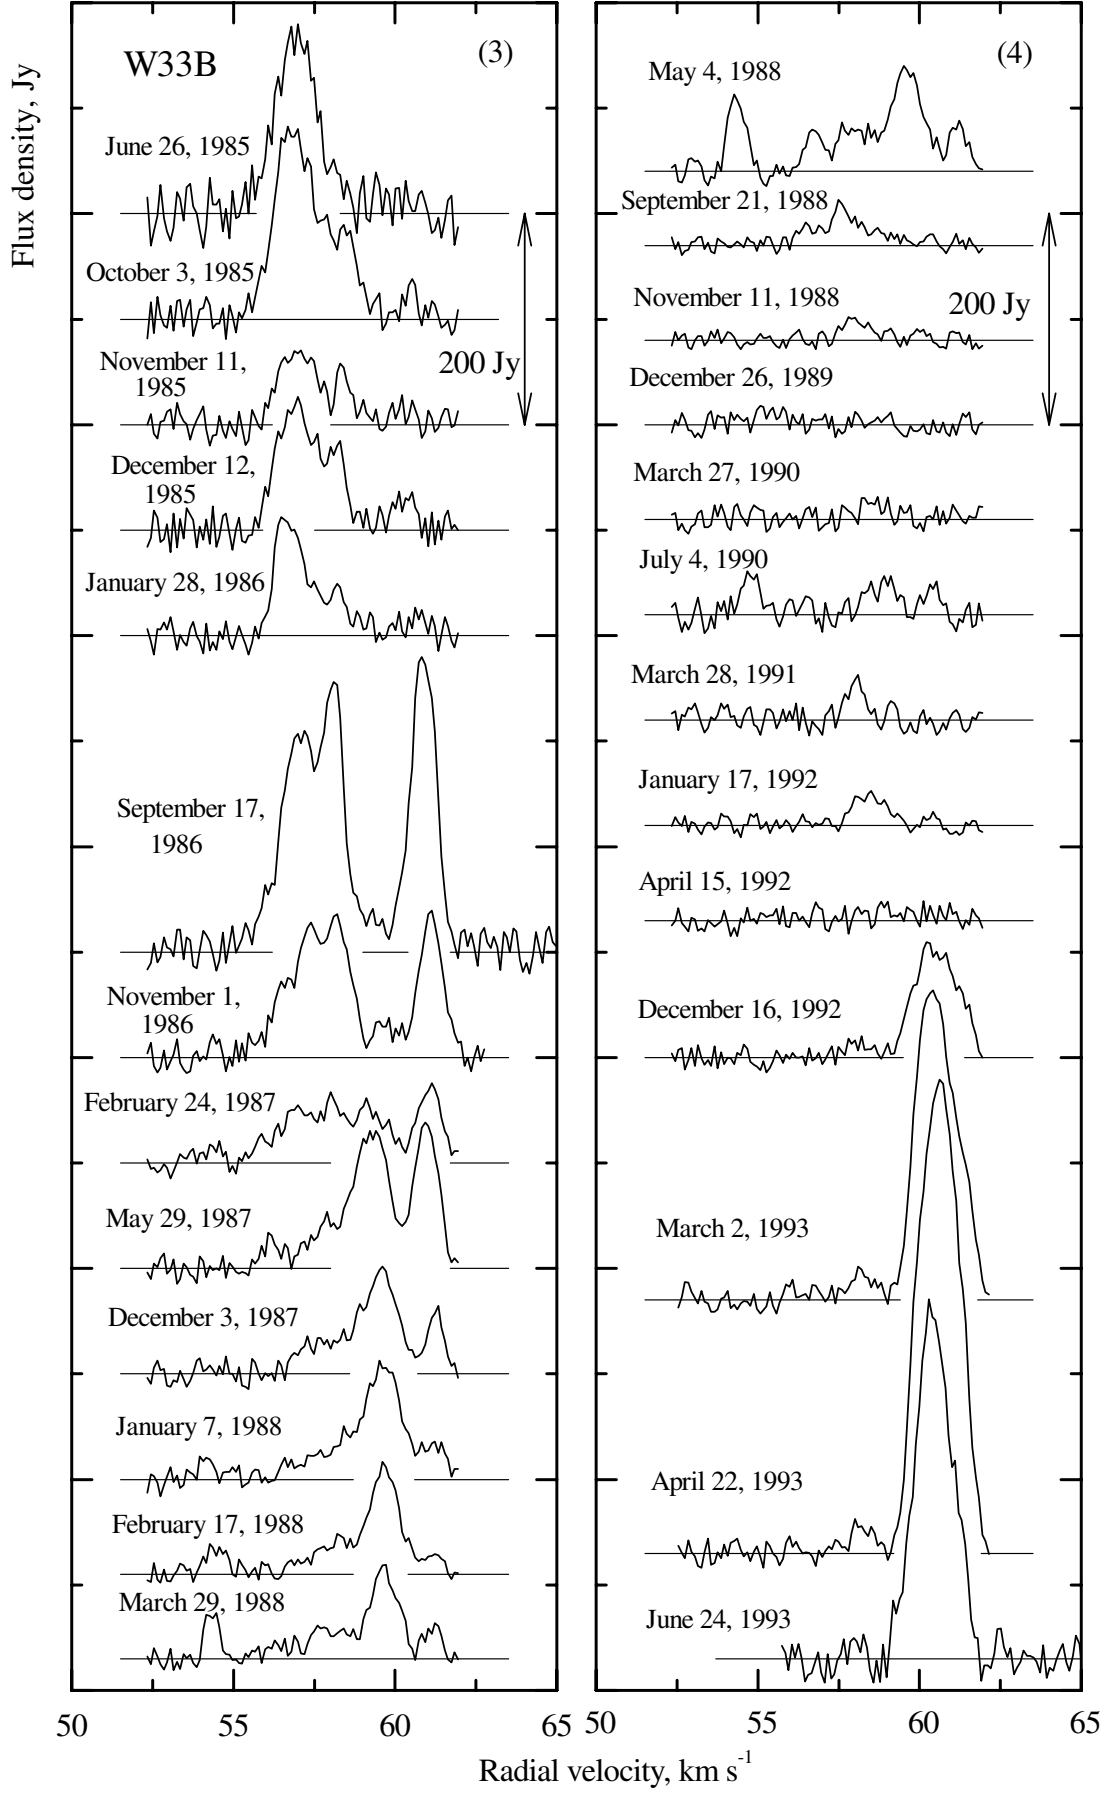 Flux density, Jy
W33B
(3)
June 26, 1985
October 3, 1985
200 Jy
November 11,
1985
December 12,
1985
January 28, 1986
September 17,
1986
November 1,
1986
February 24, 1987
May 29, 1987
December 3, 1987
January 7, 1988
February 17, 1988
March 29, 1988
50 55 60 65
(4)
May 4, 1988
September 21, 1988
November 11, 1988
200 Jy
December 26, 1989
March 27, 1990
July 4, 1990
March 28, 1991
January 17, 1992
April 15, 1992
December 16, 1992
March 2, 1993
April 22, 1993
June 24, 1993
50 55 60 65
Radial velocity, km s-1